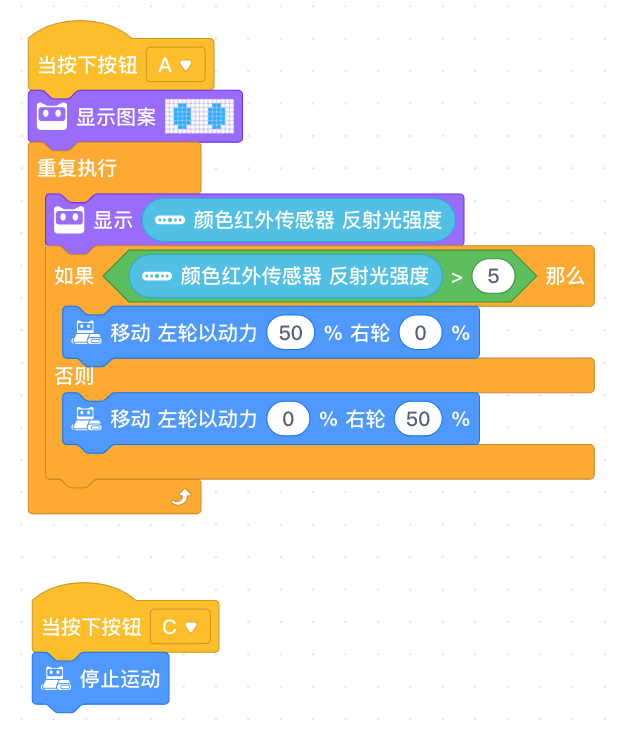 当按下按钮 A
显示图案
重复执行
显示 颜色红外传感器 反射光强度
如果 颜色红外传感器 反射光强度 > 5 那么
移动 左轮以动力 50 % 右轮 0 %
否则
移动 左轮以动力 0 % 右轮 50 %
当按下按钮 C
停止运动